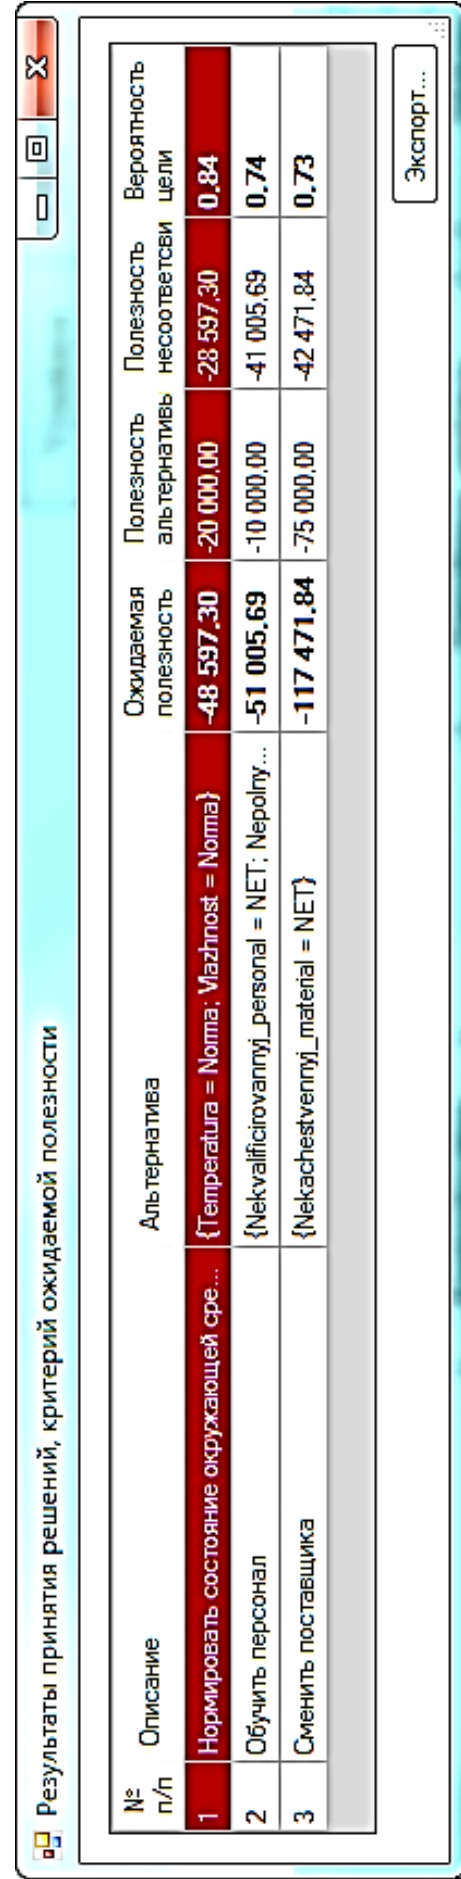 Результаты принятия решений, критерий ожидаемой полезности
№ п/п Описание Альтернатива Ожидаемая полезность Полезность альтернативы Полезность несоответсви Вероятность цели
1 Нормировать состояние окружающей сре... {Temperatura = Norma; Vlazhnost = Norma} -48 597,30 -20 000,00 -28 597,30 0,84
2 Обучить персонал {Nekvalificirovannyj_personal = NET; Nepolny... -51 005,69 -10 000,00 -41 005,69 0,74
3 Сменить поставщика {Nekachestvennyj_material = NET} -117 471,84 -75 000,00 -42 471,84 0,73
Экспорт...